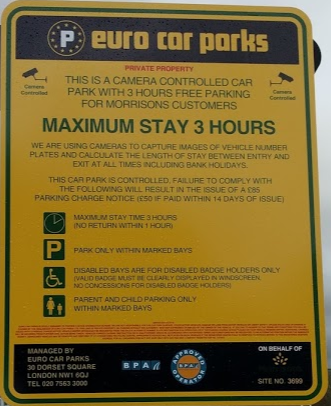 P euro car parks
PRIVATE PROPERTY
Camera
Controlled
THIS IS A CAMERA CONTROLLED CAR
PARK WITH 3 HOURS FREE PARKING
FOR MORRISONS CUSTOMERS
Camera
Controlled
MAXIMUM STAY 3 HOURS
WE ARE USING CAMERAS TO CAPTURE IMAGES OF VEHICLE NUMBER
PLATES AND CALCULATE THE LENGTH OF STAY BETWEEN ENTRY AND
EXIT AT ALL TIMES INCLUDING BANK HOLIDAYS.
THIS CAR PARK IS CONTROLLED, FAILURE TO COMPLY WITH
THE FOLLOWING WILL RESULT IN THE ISSUE OF A £85
PARKING CHARGE NOTICE (£50 IF PAID WITHIN 14 DAYS OF ISSUE)
MAXIMUM STAY TIME 3 HOURS
(NO RETURN WITHIN 1 HOUR)
P PARK ONLY WITHIN MARKED BAYS
DISABLED BAYS ARE FOR DISABLED BADGE HOLDERS ONLY
(VALID BADGE MUST BE CLEARLY DISPLAYED IN WINDSCREEN.
NO CONCESSIONS FOR DISABLED BADGE HOLDERS)
PARENT AND CHILD PARKING ONLY
WITHIN MARKED BAYS
MANAGED BY
EURO CAR PARKS
30 DORSET SQUARE
LONDON NW1 6QJ
TEL 020 7563 3000
BPA
APPROVED
BPA
OPERATOR
ON BEHALF OF
SITE NO. 3699